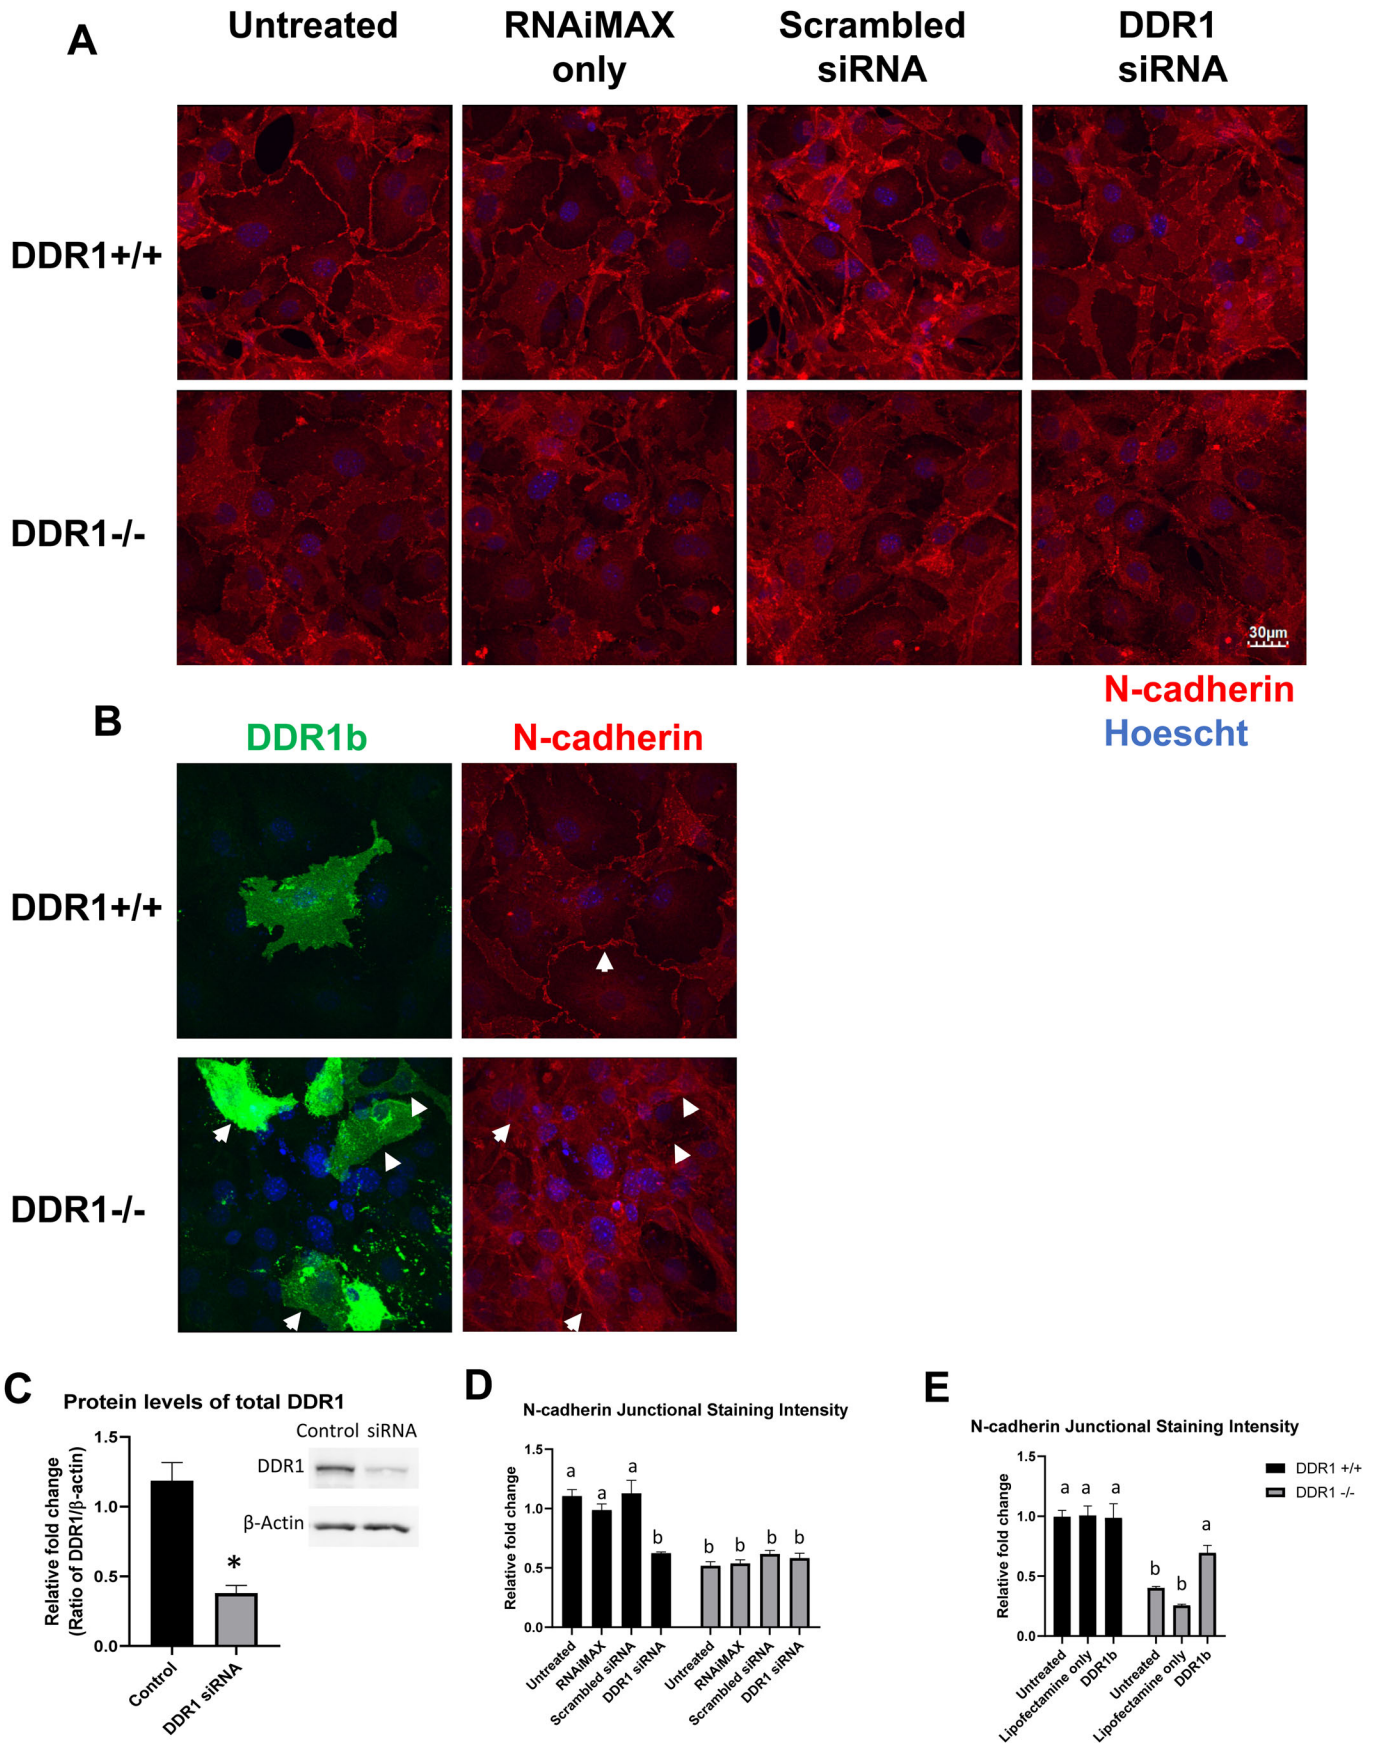 A
Untreated
RNAiMAX
only
Scrambled
siRNA
DDR1
siRNA
DDR1+/+
DDR1-/-
30μm
N-cadherin
Hoescht
B
DDR1b
N-cadherin
DDR1+/+
DDR1-/-
C
Protein levels of total DDR1
Relative fold change
(Ratio of DDR1/β-actin)
1.5
1.0
0.5
0.0
*
Control
DDR1 siRNA
Control siRNA
DDR1
β-Actin
D
N-cadherin Junctional Staining Intensity
Relative fold change
1.5
1.0
0.5
0.0
a
a
a
b
b
b
b
b
Untreated
RNAiMAX
Scrambled siRNA
DDR1 siRNA
Untreated
RNAiMAX
Scrambled siRNA
DDR1 siRNA
E
N-cadherin Junctional Staining Intensity
Relative fold change
1.5
1.0
0.5
0.0
a
a
a
b
b
a
Untreated
Lipofectamine only
DDR1b
Untreated
Lipofectamine only
DDR1b
DDR1 +/+
DDR1 -/-